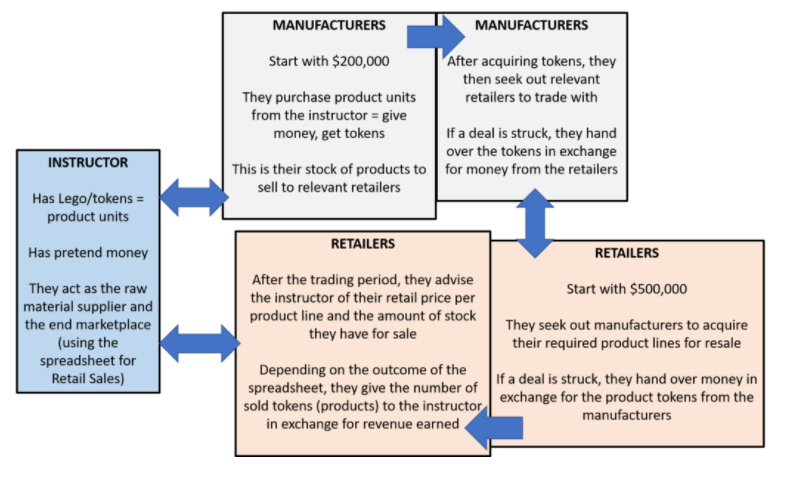 MANUFACTURERS
Start with $200,000
They purchase product units
from the instructor = give
money, get tokens
This is their stock of products to
sell to relevant retailers
MANUFACTURERS
After acquiring tokens, they
then seek out relevant
retailers to trade with
If a deal is struck, they hand
over the tokens in exchange
for money from the retailers
INSTRUCTOR
Has Lego/tokens =
product units
Has pretend money
They act as the raw
material supplier and
the end marketplace
(using the
spreadsheet for
Retail Sales)
RETAILERS
After the trading period, they advise
the instructor of their retail price per
product line and the amount of stock
they have for sale
Depending on the outcome of the
spreadsheet, they give the number of
sold tokens (products) to the instructor
in exchange for revenue earned
RETAILERS
Start with $500,000
They seek out manufacturers to acquire
their required product lines for resale
If a deal is struck, they hand over money in
exchange for the product tokens from the
manufacturers